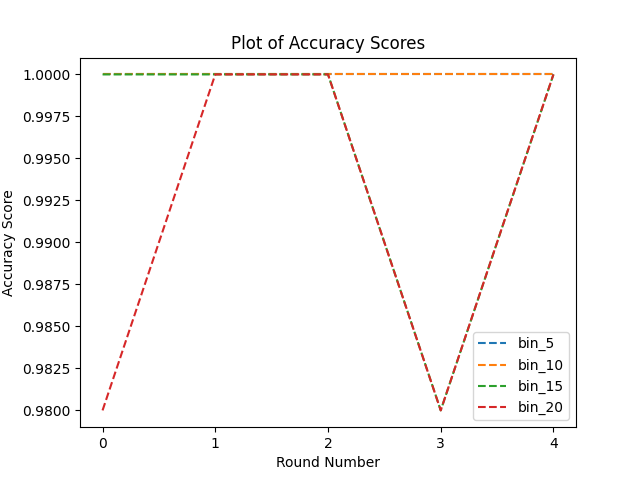 Plot of Accuracy Scores
1.0000
0.9975
0.9950
0.9925
0.9900
0.9875
0.9850
0.9825
0.9800
Accuracy Score
bin_5
bin_10
bin_15
bin_20
0 1 2 3 4
Round Number